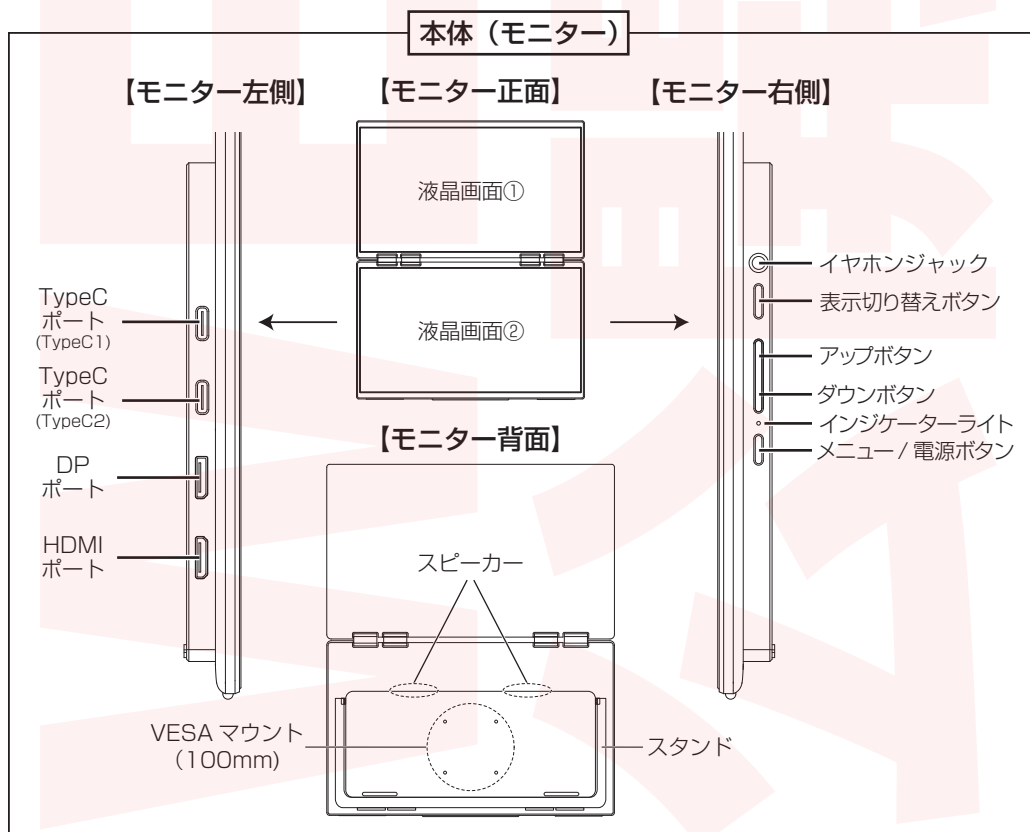 本体（モニター）
【モニター左側】
【モニター正面】
【モニター右側】
液晶画面①
液晶画面②
TypeC
ポート
(TypeC1)
TypeC
ポート
(TypeC2)
DP
ポート
HDMI
ポート
イヤホンジャック
表示切り替えボタン
アップボタン
ダウンボタン
インジケーターライト
メニュー / 電源ボタン
【モニター背面】
スピーカー
VESA マウント
(100mm)
スタンド